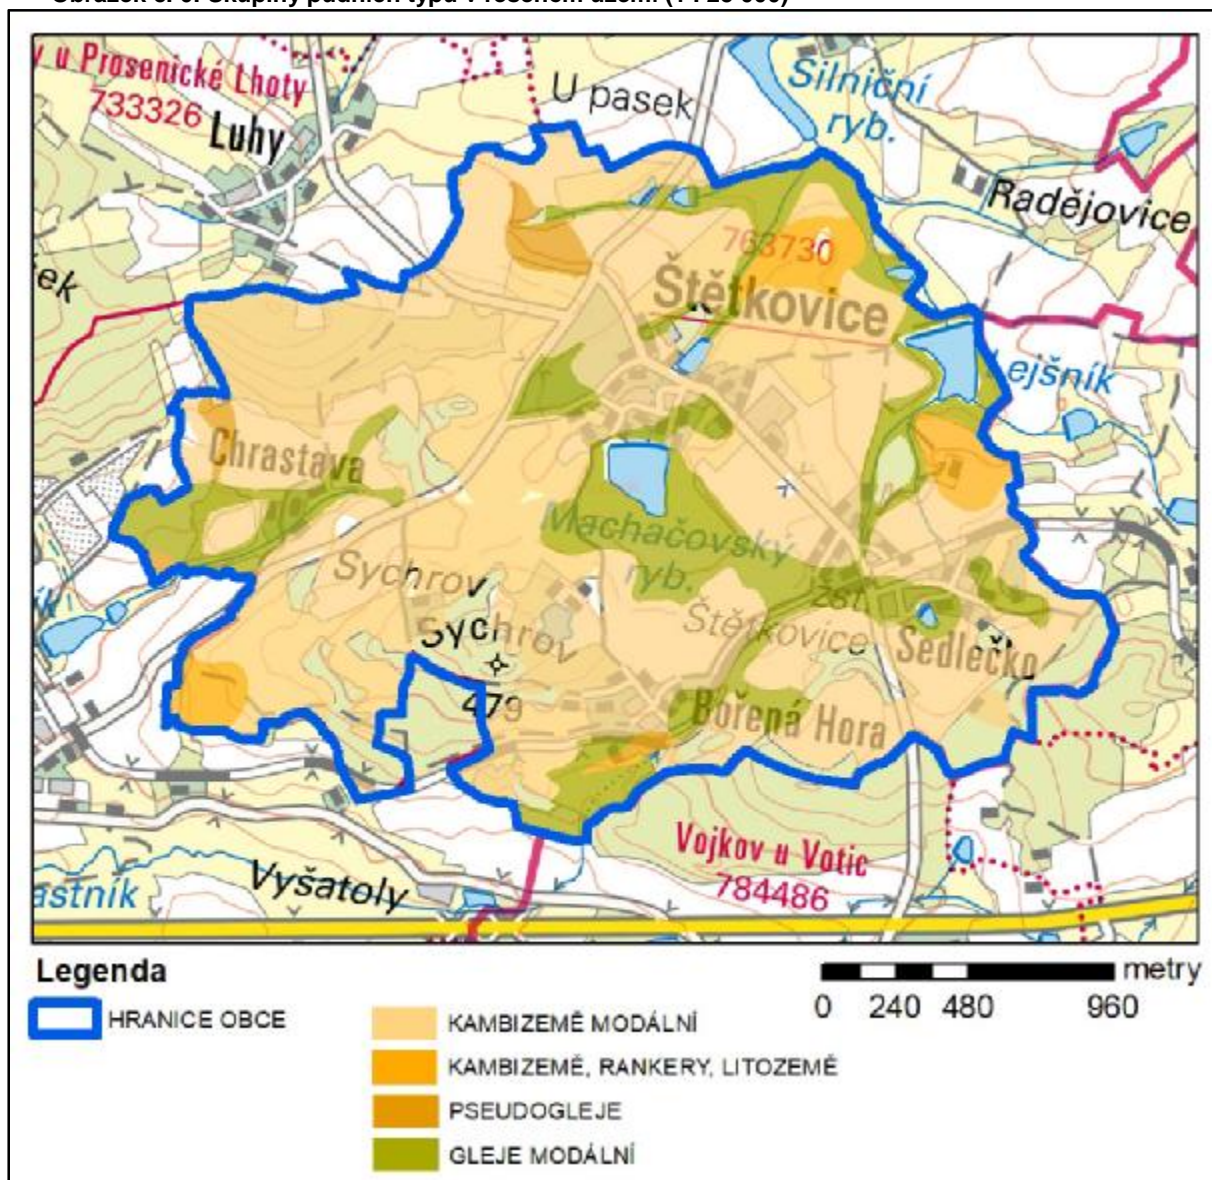 y u Prosenické Lhoty
733326
Luhy
U pasek
Silniční
ryb.
Radějovice
763730
Štětkovice
Lejšník
Chrastava
Machačovský
ryb.
Sychrov
Sychrov
479
žst.
Štětkovice
Sedlečko
Bořená Hora
Vojkov u Votic
784486
Vyšatoly
astník
Legenda
HRANICE OBCE
KAMBIZEMĚ MODÁLNÍ
KAMBIZEMĚ, RANKERY, LITOZEMĚ
PSEUDOGLEJE
GLEJE MODÁLNÍ
metry
0 240 480 960